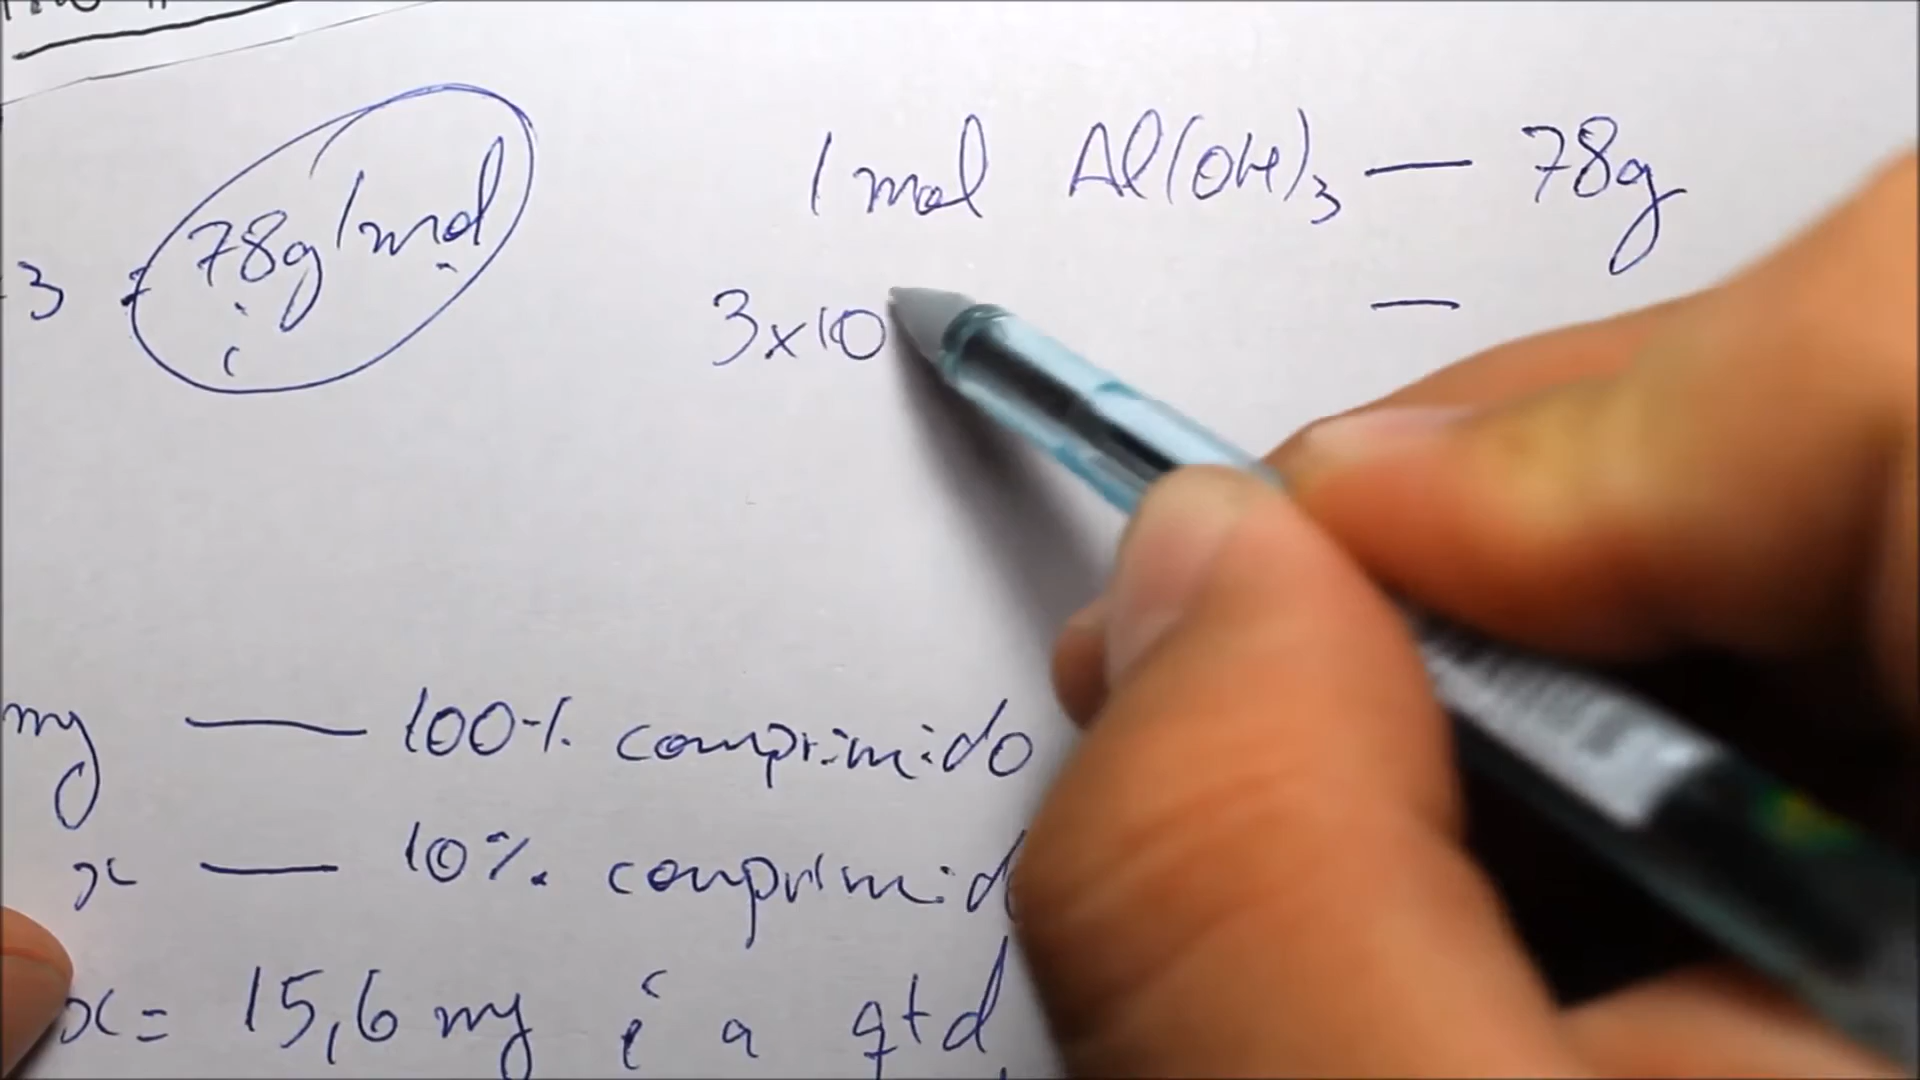 1 mol Al(OH)3 — 78g
3 = 78g/mol
3x10 —
mg — 100% comprimido
x — 10% comprimid
x = 15,6 mg é a qtd